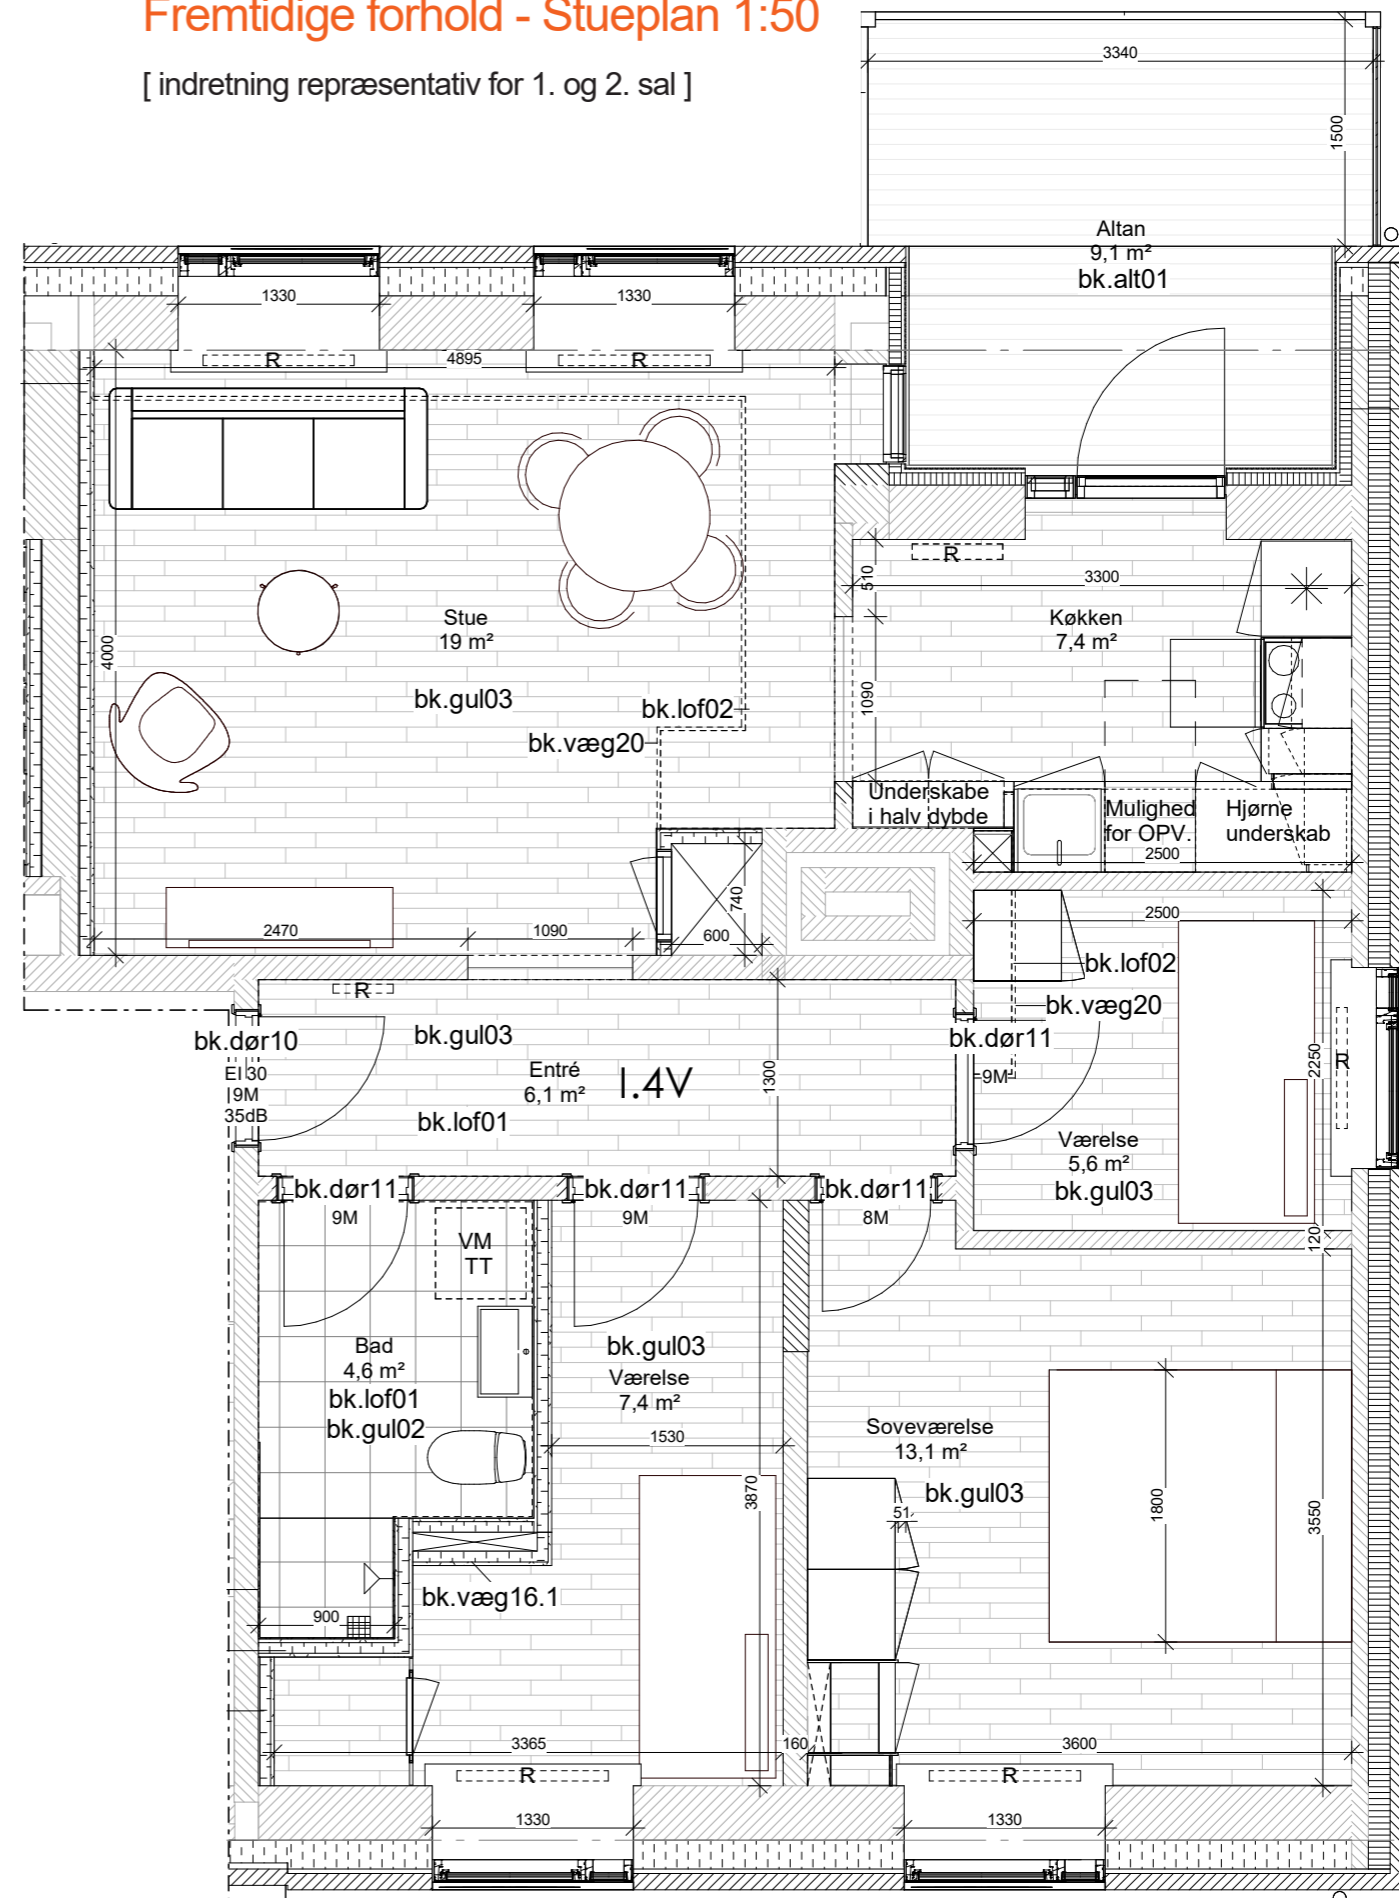 Fremtidige forhold - Stueplan 1:50
[ indretning repræsentativ for 1. og 2. sal ]
3340
1500
Altan
9,1 m²
bk.alt01
1330
1330
R
4895
R
R
510
3300
Stue
19 m²
Køkken
7,4 m²
4000
bk.gul03
bk.lof02
1090
bk.væg20
Underskabe
i halv dybde
Mulighed
for OPV.
Hjørne
underskab
2500
740
2470
1090
600
2500
bk.lof02
R
bk.væg20
bk.dør10
bk.gul03
bk.dør11
EI 30
9M
35dB
Entré
6,1 m²
1.4V
1300
9M
2250
R
bk.lof01
Værelse
5,6 m²
bk.gul03
bk.dør11
9M
bk.dør11
9M
bk.dør11
8M
120
VM
TT
Bad
4,6 m²
bk.lof01
bk.gul02
bk.gul03
Værelse
7,4 m²
1530
Soveværelse
13,1 m²
bk.gul03
3870
51
1800
3550
bk.væg16.1
900
3365
160
3600
R
R
1330
1330